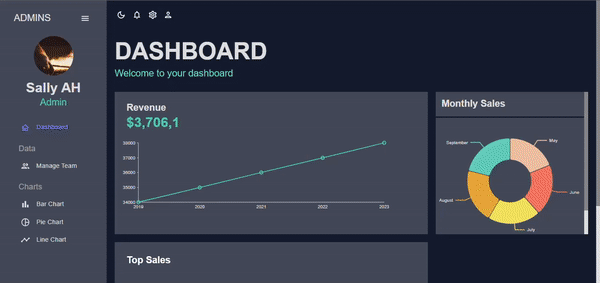 ADMINS
Sally AH
Admin
Dashboard
Data
Manage Team
Charts
Bar Chart
Pie Chart
Line Chart
DASHBOARD
Welcome to your dashboard
Revenue
$3,706,1
38000
37000
36000
35000
34000
2019
2020
2021
2022
2023
Monthly Sales
September
May
June
July
August
Top Sales